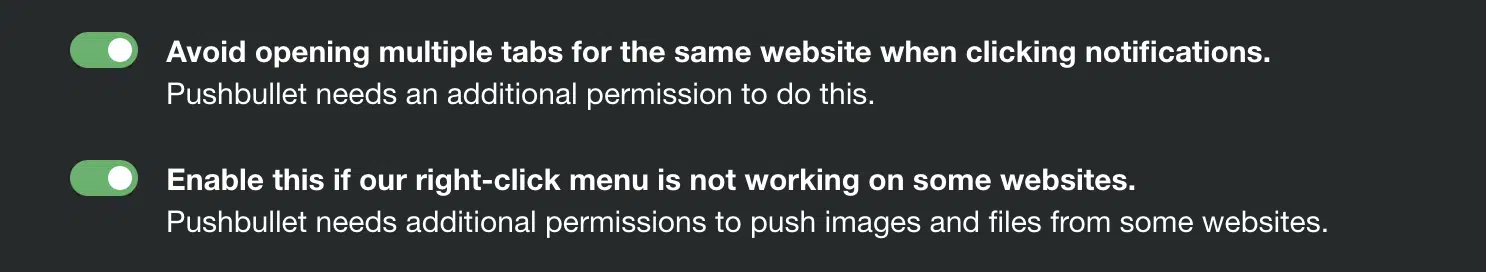 Avoid opening multiple tabs for the same website when clicking notifications.
Pushbullet needs an additional permission to do this.
Enable this if our right-click menu is not working on some websites.
Pushbullet needs additional permissions to push images and files from some websites.